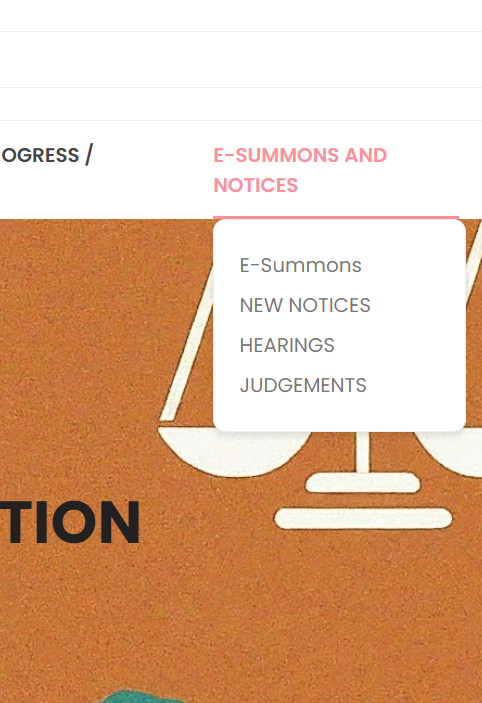 OGRESS /
E-SUMMONS AND
NOTICES
E-Summons
NEW NOTICES
HEARINGS
JUDGEMENTS
TION